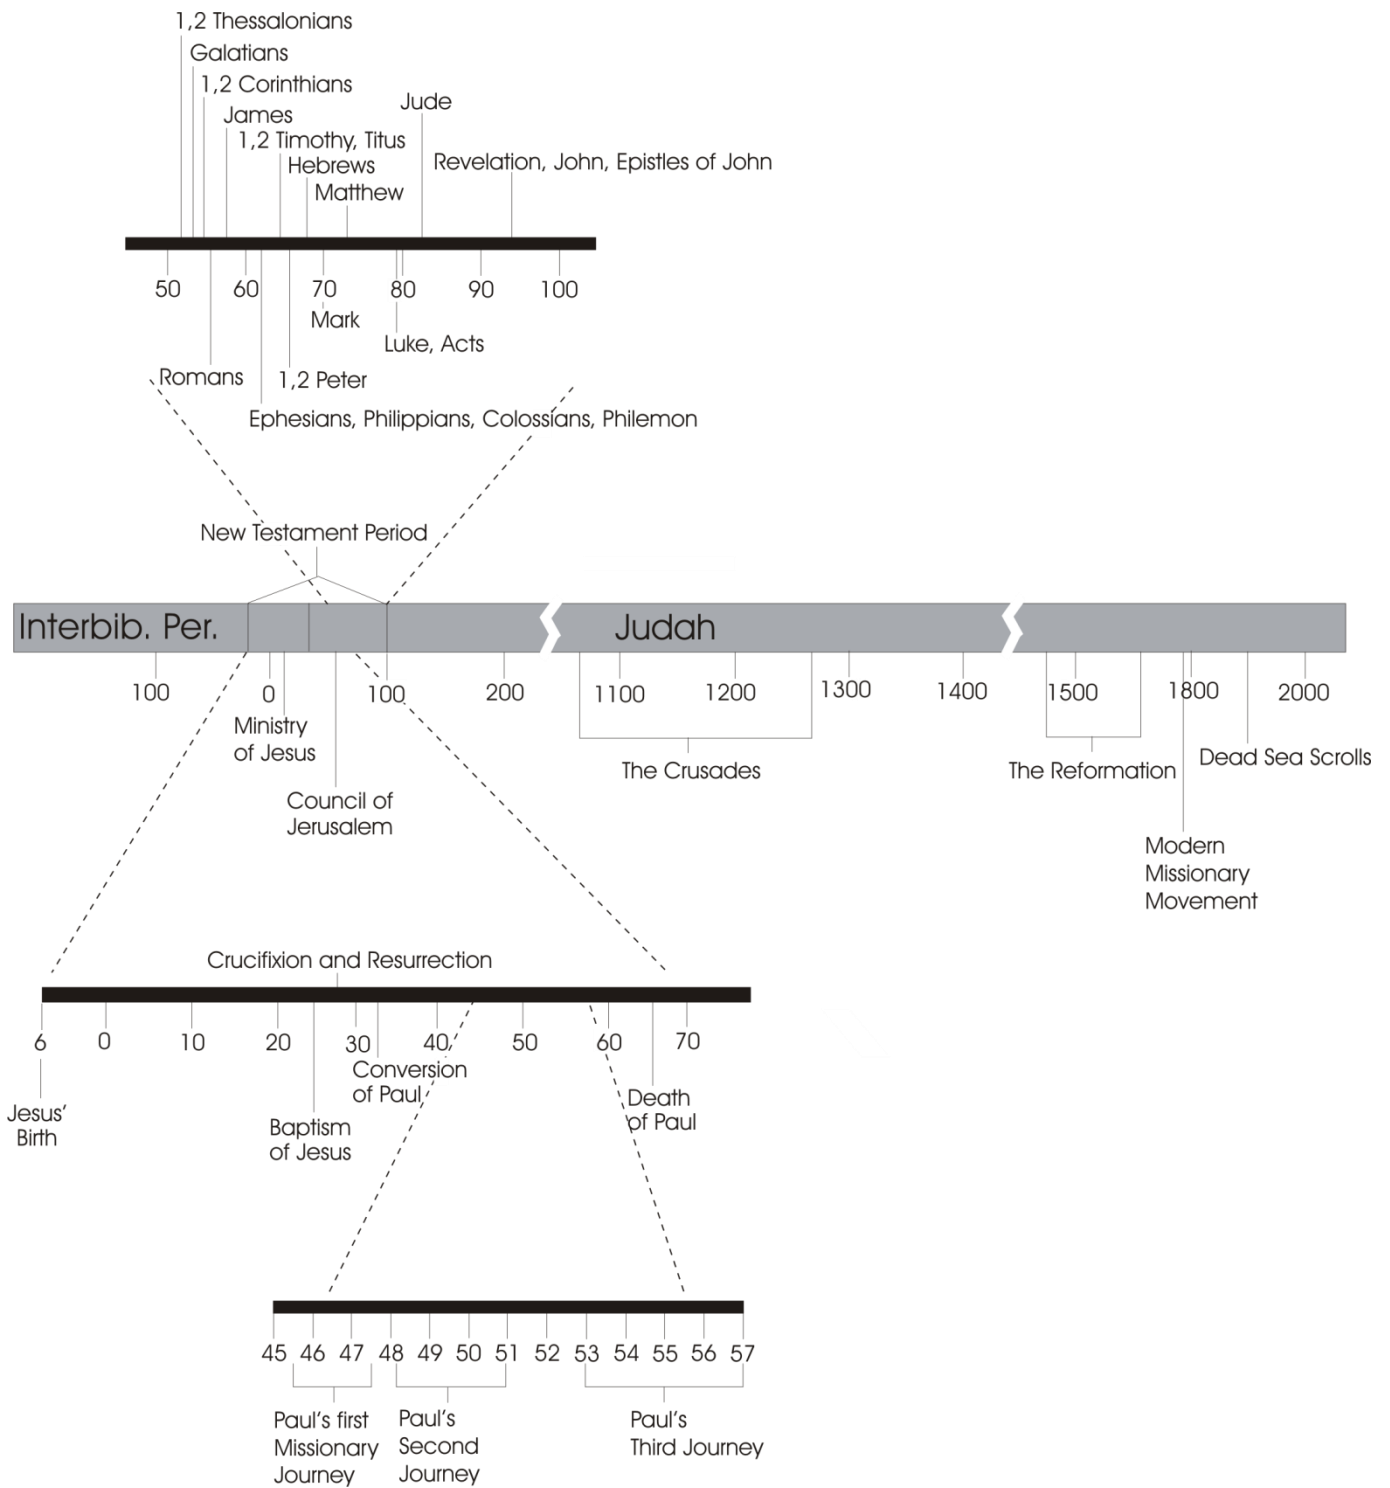 1,2 Thessalonians
Galatians
1,2 Corinthians
Jude
James
1,2 Timothy, Titus
Revelation, John, Epistles of John
Hebrews
Matthew
50 60 70 80 90 100
Mark
Luke, Acts
Romans
1,2 Peter
Ephesians, Philippians, Colossians, Philemon
New Testament Period
Interbib. Per. Judah
100 0 100 200 1100 1200 1300 1400 1500 1800 2000
Ministry
of Jesus
The Crusades
The Reformation
Dead Sea Scrolls
Council of
Jerusalem
Modern
Missionary
Movement
Crucifixion and Resurrection
6 0 10 20 30 40 50 60 70
Conversion
of Paul
Death
of Paul
Jesus'
Birth
Baptism
of Jesus
45 46 47 48 49 50 51 52 53 54 55 56 57
Paul's first
Missionary
Journey
Paul's
Second
Journey
Paul's
Third Journey